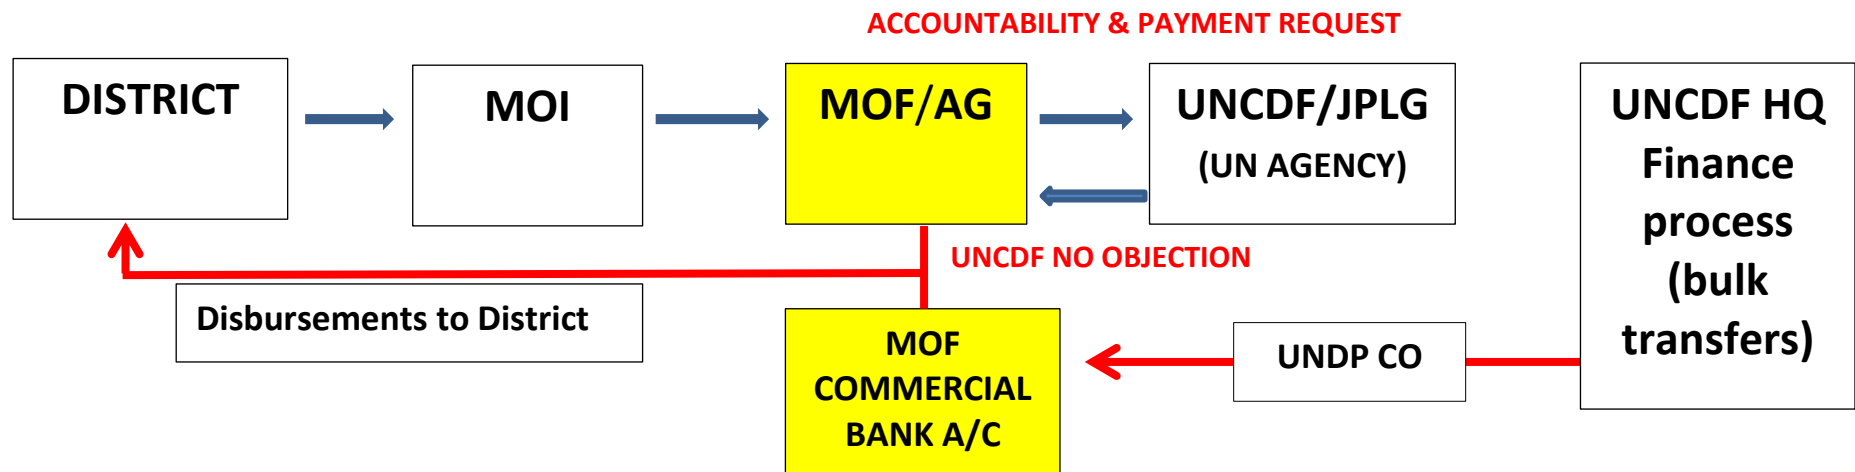 ACCOUNTABILITY & PAYMENT REQUEST
DISTRICT
MOI
MOF/AG
UNCDF/JPLG
(UN AGENCY)
UNCDF HQ
Finance
process
(bulk
transfers)
UNCDF NO OBJECTION
Disbursements to District
MOF
COMMERCIAL
BANK A/C
UNDP CO